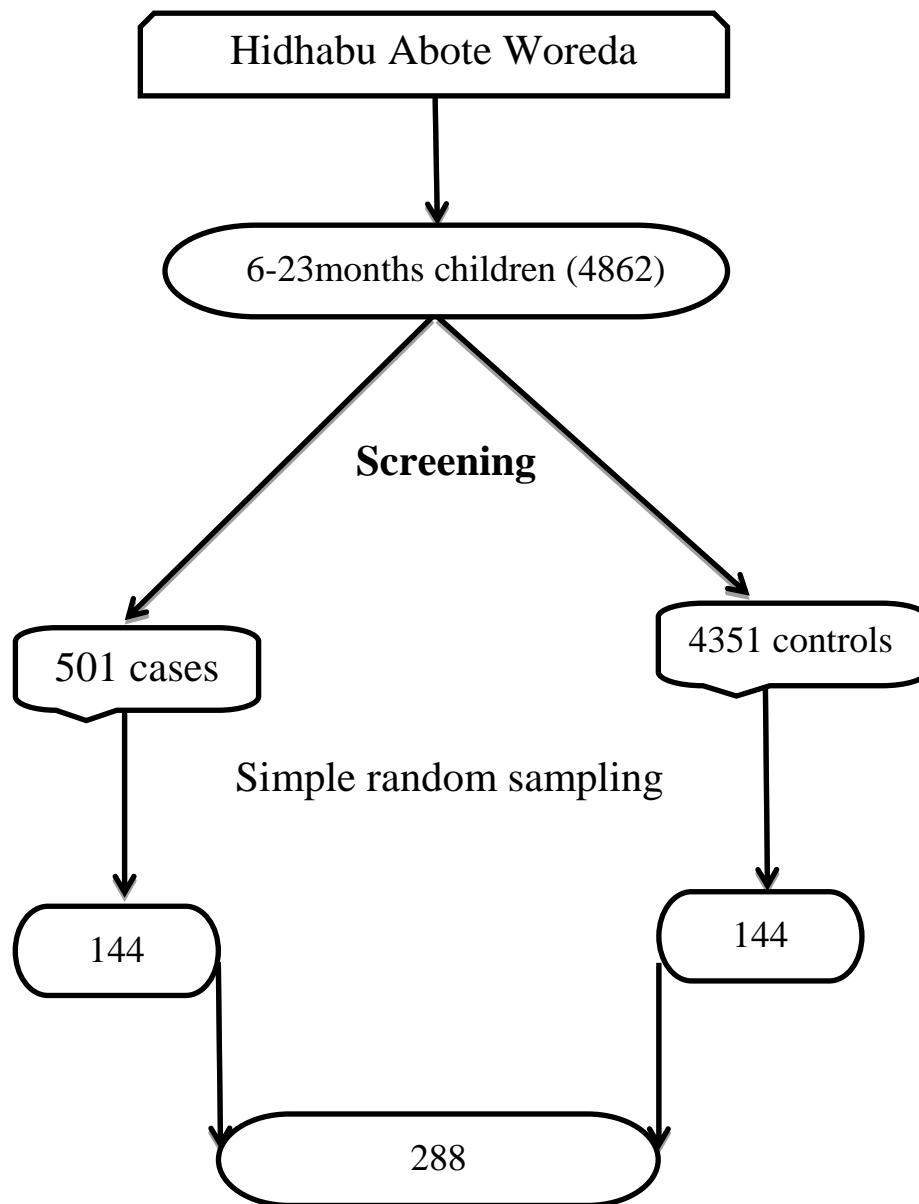 Hidhabu Abote Woreda
6-23months children (4862)
Screening
501 cases
4351 controls
Simple random sampling
144
144
288